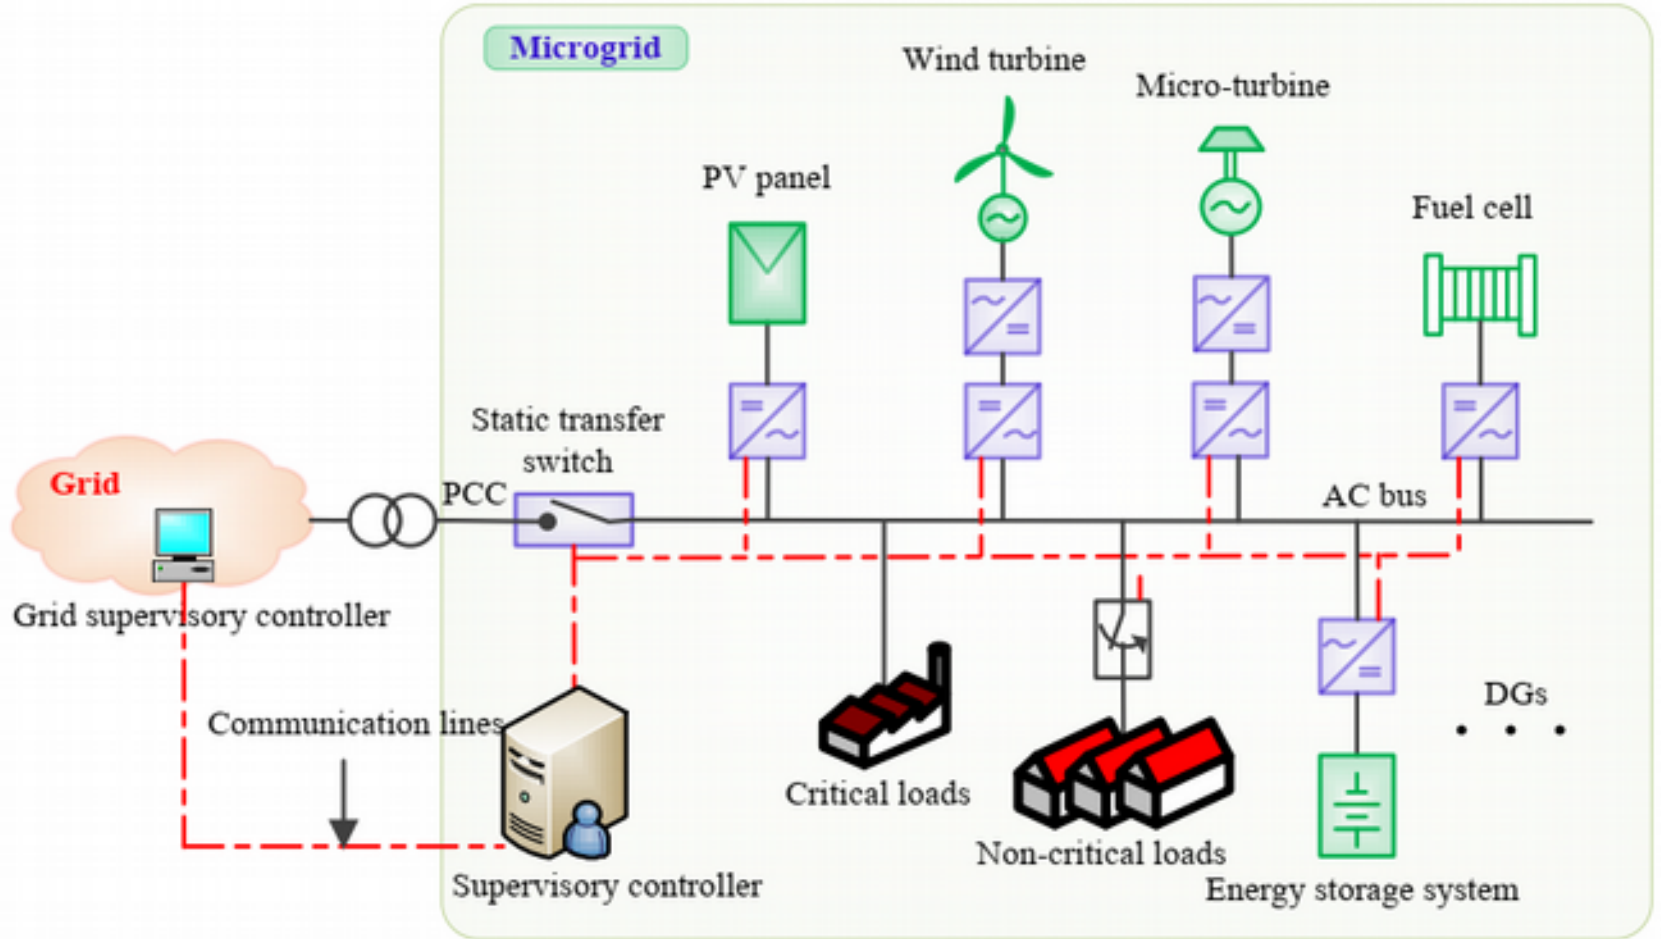 Microgrid
Wind turbine
Micro-turbine
PV panel
Fuel cell
Static transfer
switch
Grid
PCC
AC bus
Grid supervisory controller
DGs
Communication lines
Critical loads
Non-critical loads
Supervisory controller
Energy storage system